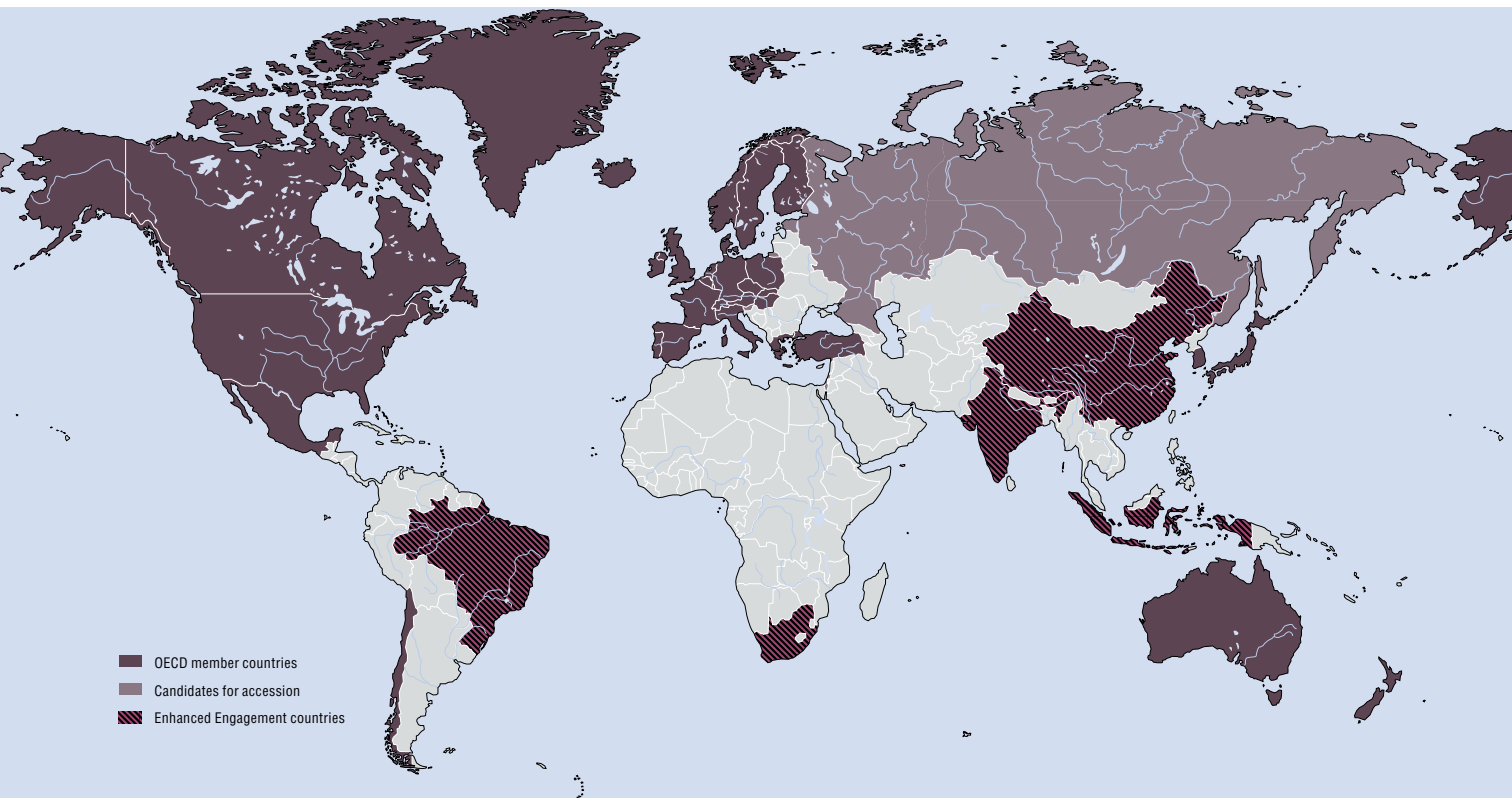 OECD member countries
Candidates for accession
Enhanced Engagement countries